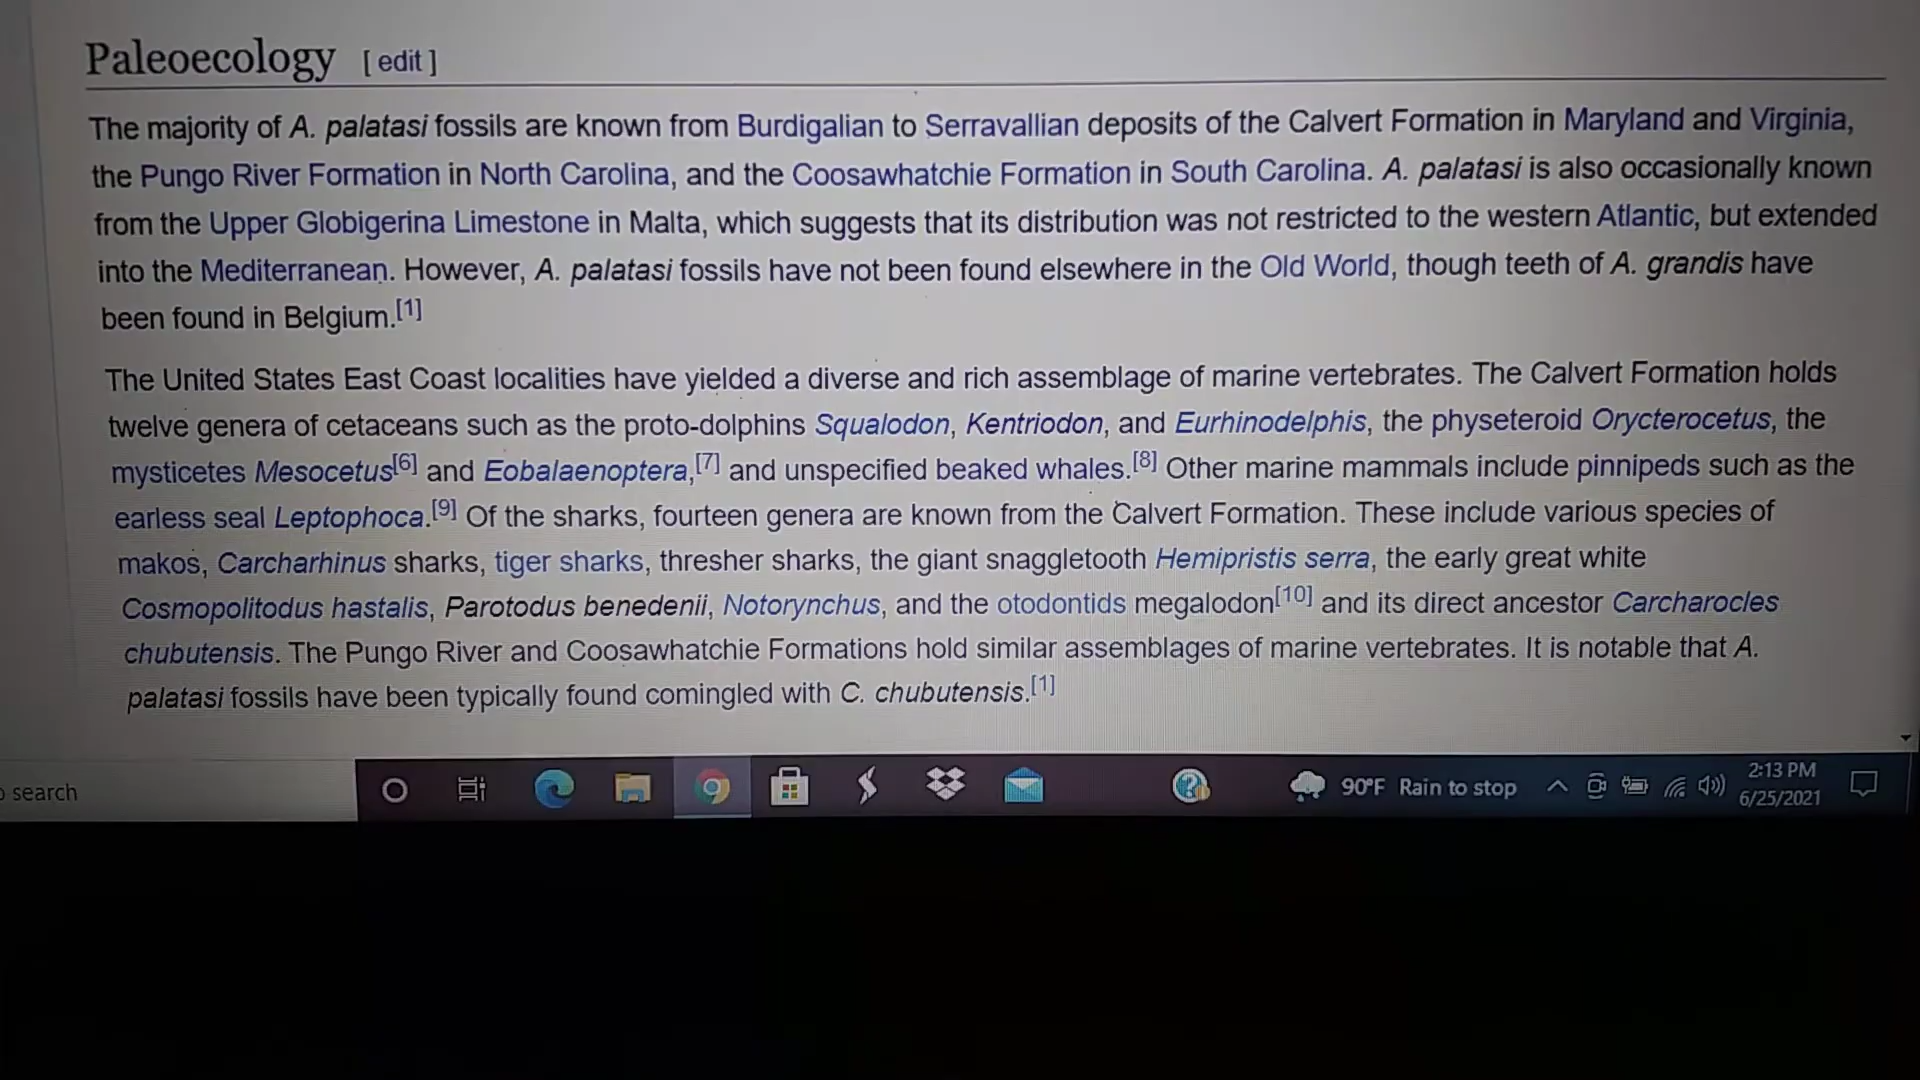 Paleoecology [ edit ]
The majority of A. palatasi fossils are known from Burdigalian to Serravallian deposits of the Calvert Formation in Maryland and Virginia,
the Pungo River Formation in North Carolina, and the Coosawhatchie Formation in South Carolina. A. palatasi is also occasionally known
from the Upper Globigerina Limestone in Malta, which suggests that its distribution was not restricted to the western Atlantic, but extended
into the Mediterranean. However, A. palatasi fossils have not been found elsewhere in the Old World, though teeth of A. grandis have
been found in Belgium.[1]
The United States East Coast localities have yielded a diverse and rich assemblage of marine vertebrates. The Calvert Formation holds
twelve genera of cetaceans such as the proto-dolphins Squalodon, Kentriodon, and Eurhinodelphis, the physeteroid Orycterocetus, the
mysticetes Mesocetus[6] and Eobalaenoptera,[7] and unspecified beaked whales.[8] Other marine mammals include pinnipeds such as the
earless seal Leptophoca.[9] Of the sharks, fourteen genera are known from the Calvert Formation. These include various species of
makos, Carcharhinus sharks, tiger sharks, thresher sharks, the giant snaggletooth Hemipristis serra, the early great white
Cosmopolitodus hastalis, Parotodus benedenii, Notorynchus, and the otodontids megalodon[10] and its direct ancestor Carcharocles
chubutensis. The Pungo River and Coosawhatchie Formations hold similar assemblages of marine vertebrates. It is notable that A.
palatasi fossils have been typically found comingled with C. chubutensis.[1]
search
90°F Rain to stop
2:13 PM
6/25/2021